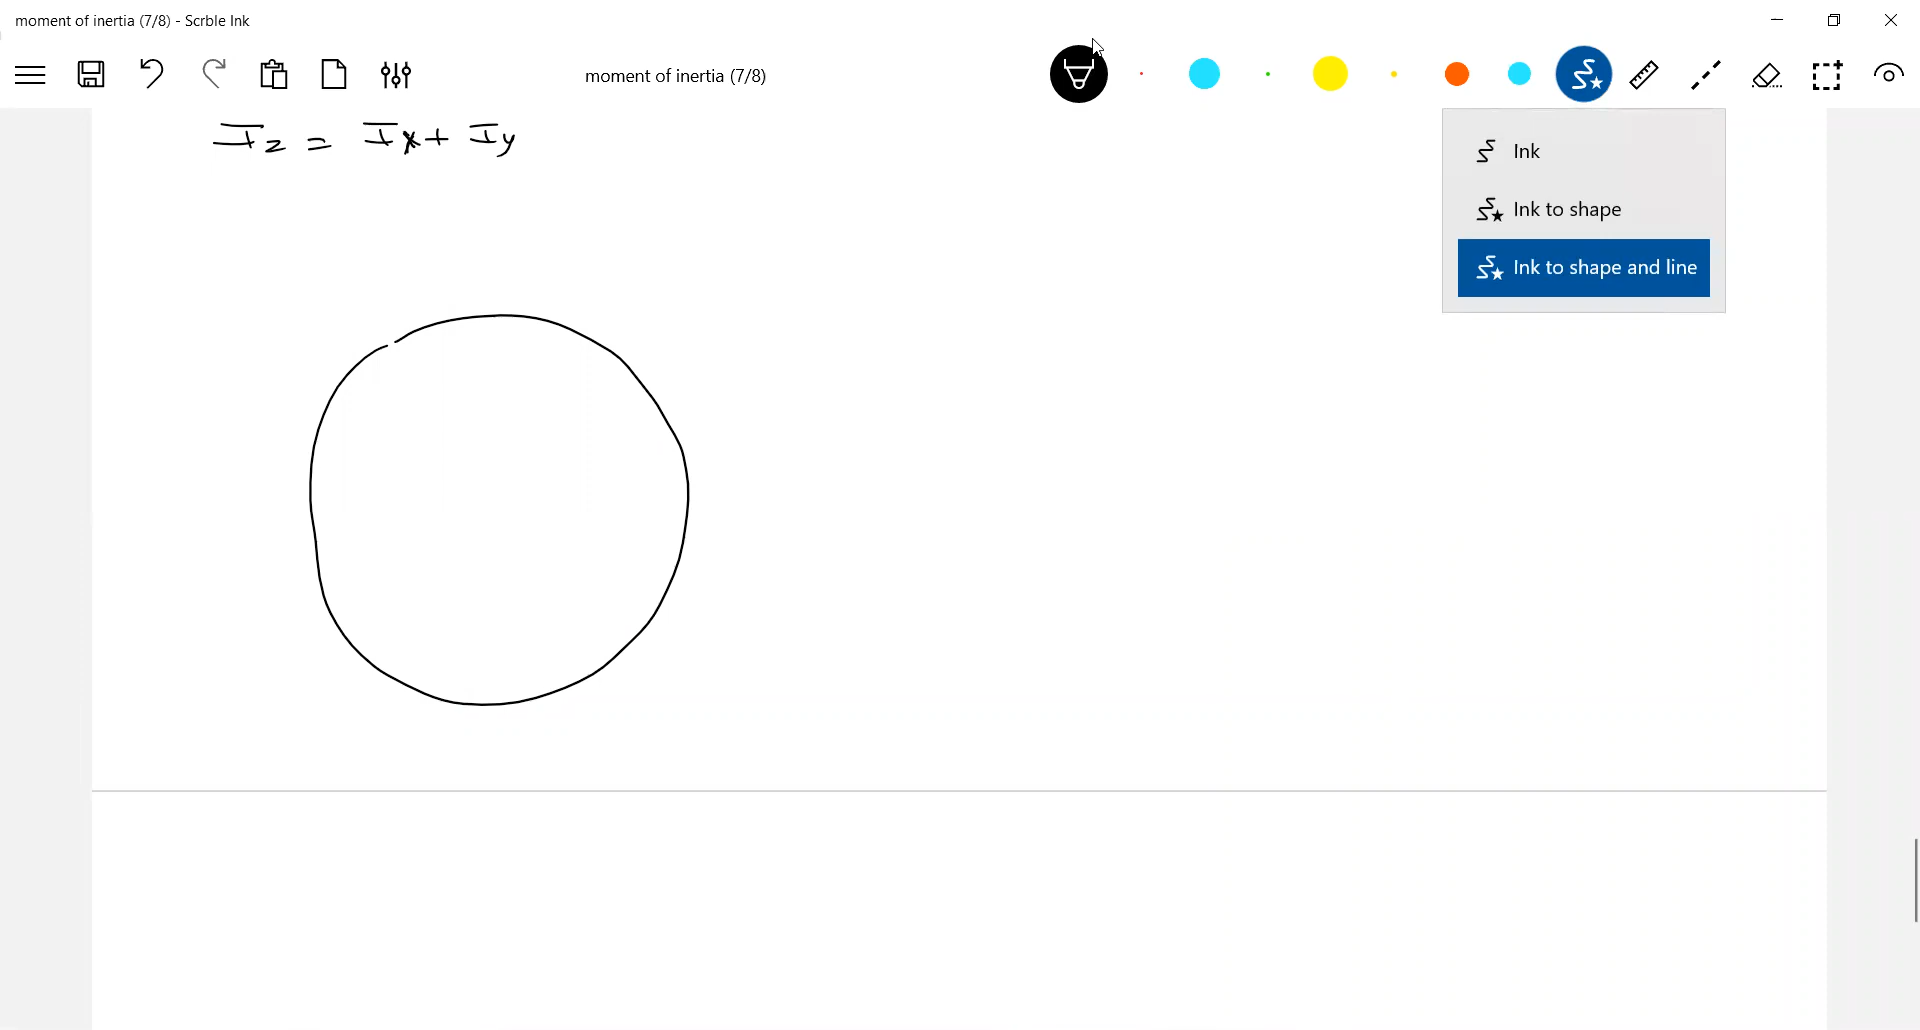 moment of inertia (7/8) - Scrble Ink
moment of inertia (7/8)
Ink
Ink to shape
Ink to shape and line
Iz = Ix + Iy